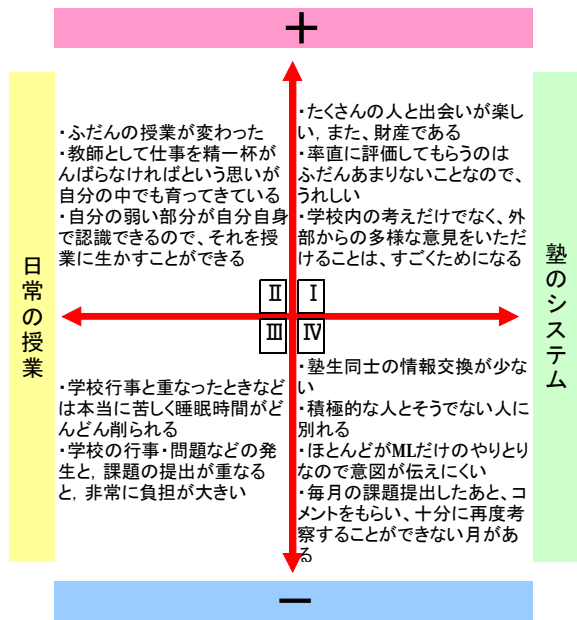 ＋
日常の授業
・ふだんの授業が変わった
・教師として仕事を精一杯が
んばらなければという思いが
自分の中でも育ってきている
・自分の弱い部分が自分自身
で認識できるので、それを授
業に生かすことができる
・たくさんの人と出会いが楽し
い，また、財産である
・率直に評価してもらうのは
ふだんあまりないことなので、
うれしい
・学校内の考えだけでなく、外
部からの多様な意見をいただ
けることは、すごくためになる
Ⅱ Ⅰ
Ⅲ Ⅳ
・学校行事と重なったときなど
は本当に苦しく睡眠時間がど
んどん削られる
・学校の行事・問題などの発
生と，課題の提出が重なる
と，非常に負担が大きい
・塾生同士の情報交換が少な
い
・積極的な人とそうでない人に
別れる
・ほとんどがMLだけのやりとり
なので意図が伝えにくい
・毎月の課題提出したあと、コ
メントをもらい、十分に再度考
察することができない月があ
る
塾のシステム
－